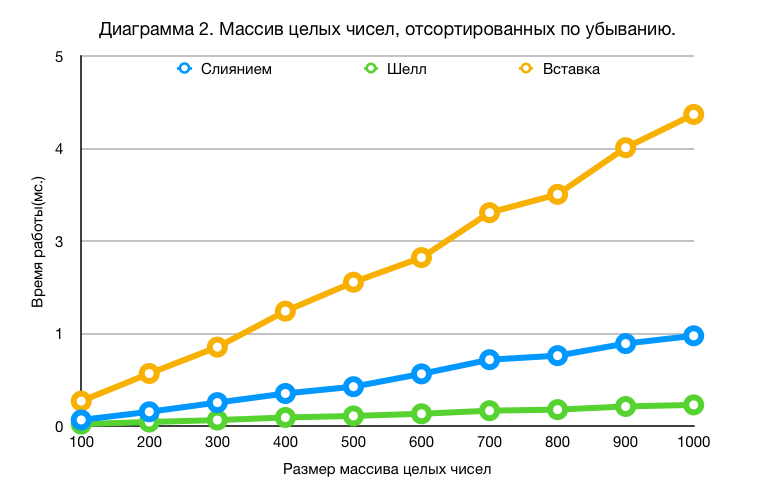 Диаграмма 2. Массив целых чисел, отсортированных по убыванию.
Слиянием Шелл Вставка
Время работы(мс.)
5
4
3
1
0
100 200 300 400 500 600 700 800 900 1000
Размер массива целых чисел